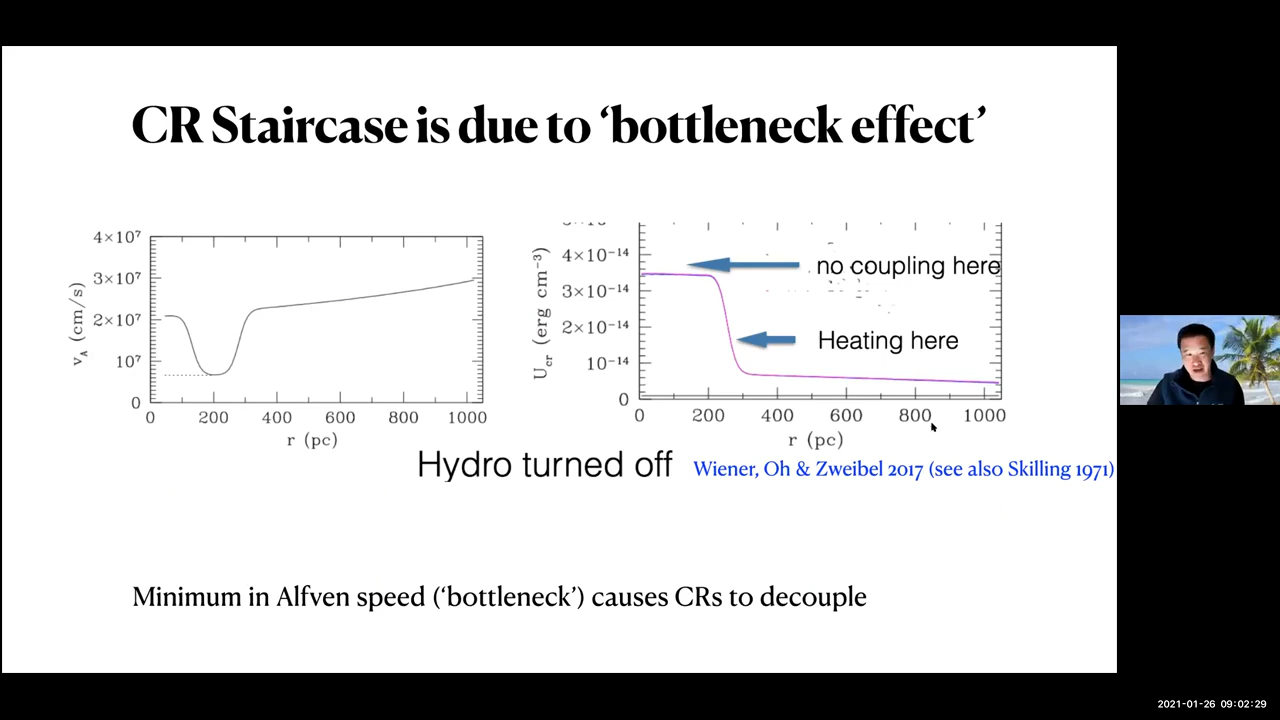 CR Staircase is due to ‘bottleneck effect’
4×10⁷
3×10⁷
2×10⁷
10⁷
0
v_A (cm/s)
0 200 400 600 800 1000
r (pc)
4×10⁻¹⁴
3×10⁻¹⁴
2×10⁻¹⁴
10⁻¹⁴
0
U_cr (erg cm⁻³)
no coupling here
Heating here
0 200 400 600 800 1000
r (pc)
Hydro turned off
Wiener, Oh & Zweibel 2017 (see also Skilling 1971)
Minimum in Alfven speed (‘bottleneck’) causes CRs to decouple
2021-01-26 09:02:29